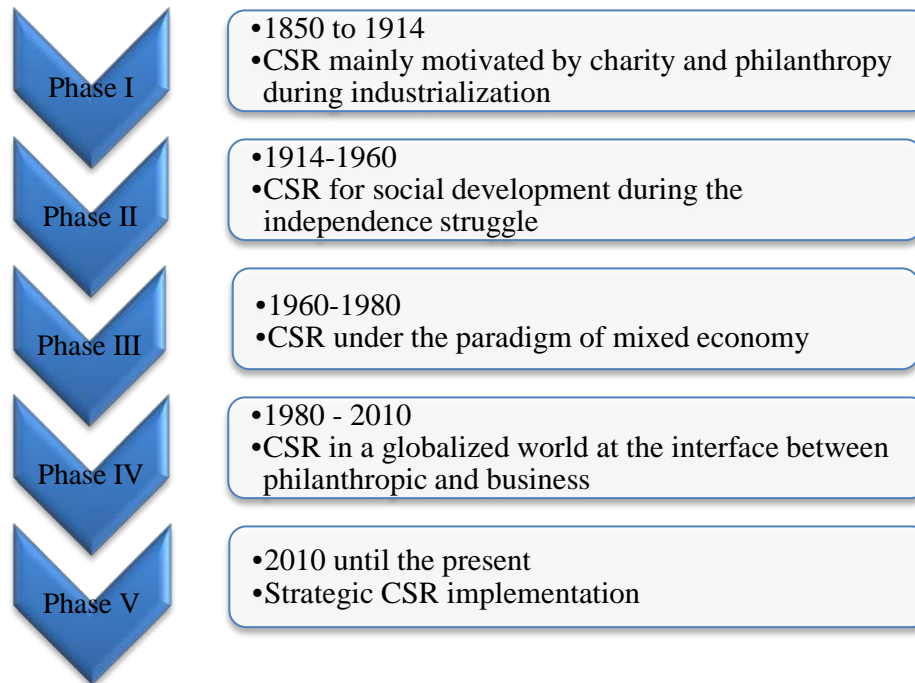 Phase I
•1850 to 1914
•CSR mainly motivated by charity and philanthropy
during industrialization
Phase II
•1914-1960
•CSR for social development during the
independence struggle
Phase III
•1960-1980
•CSR under the paradigm of mixed economy
Phase IV
•1980 - 2010
•CSR in a globalized world at the interface between
philanthropic and business
Phase V
•2010 until the present
•Strategic CSR implementation